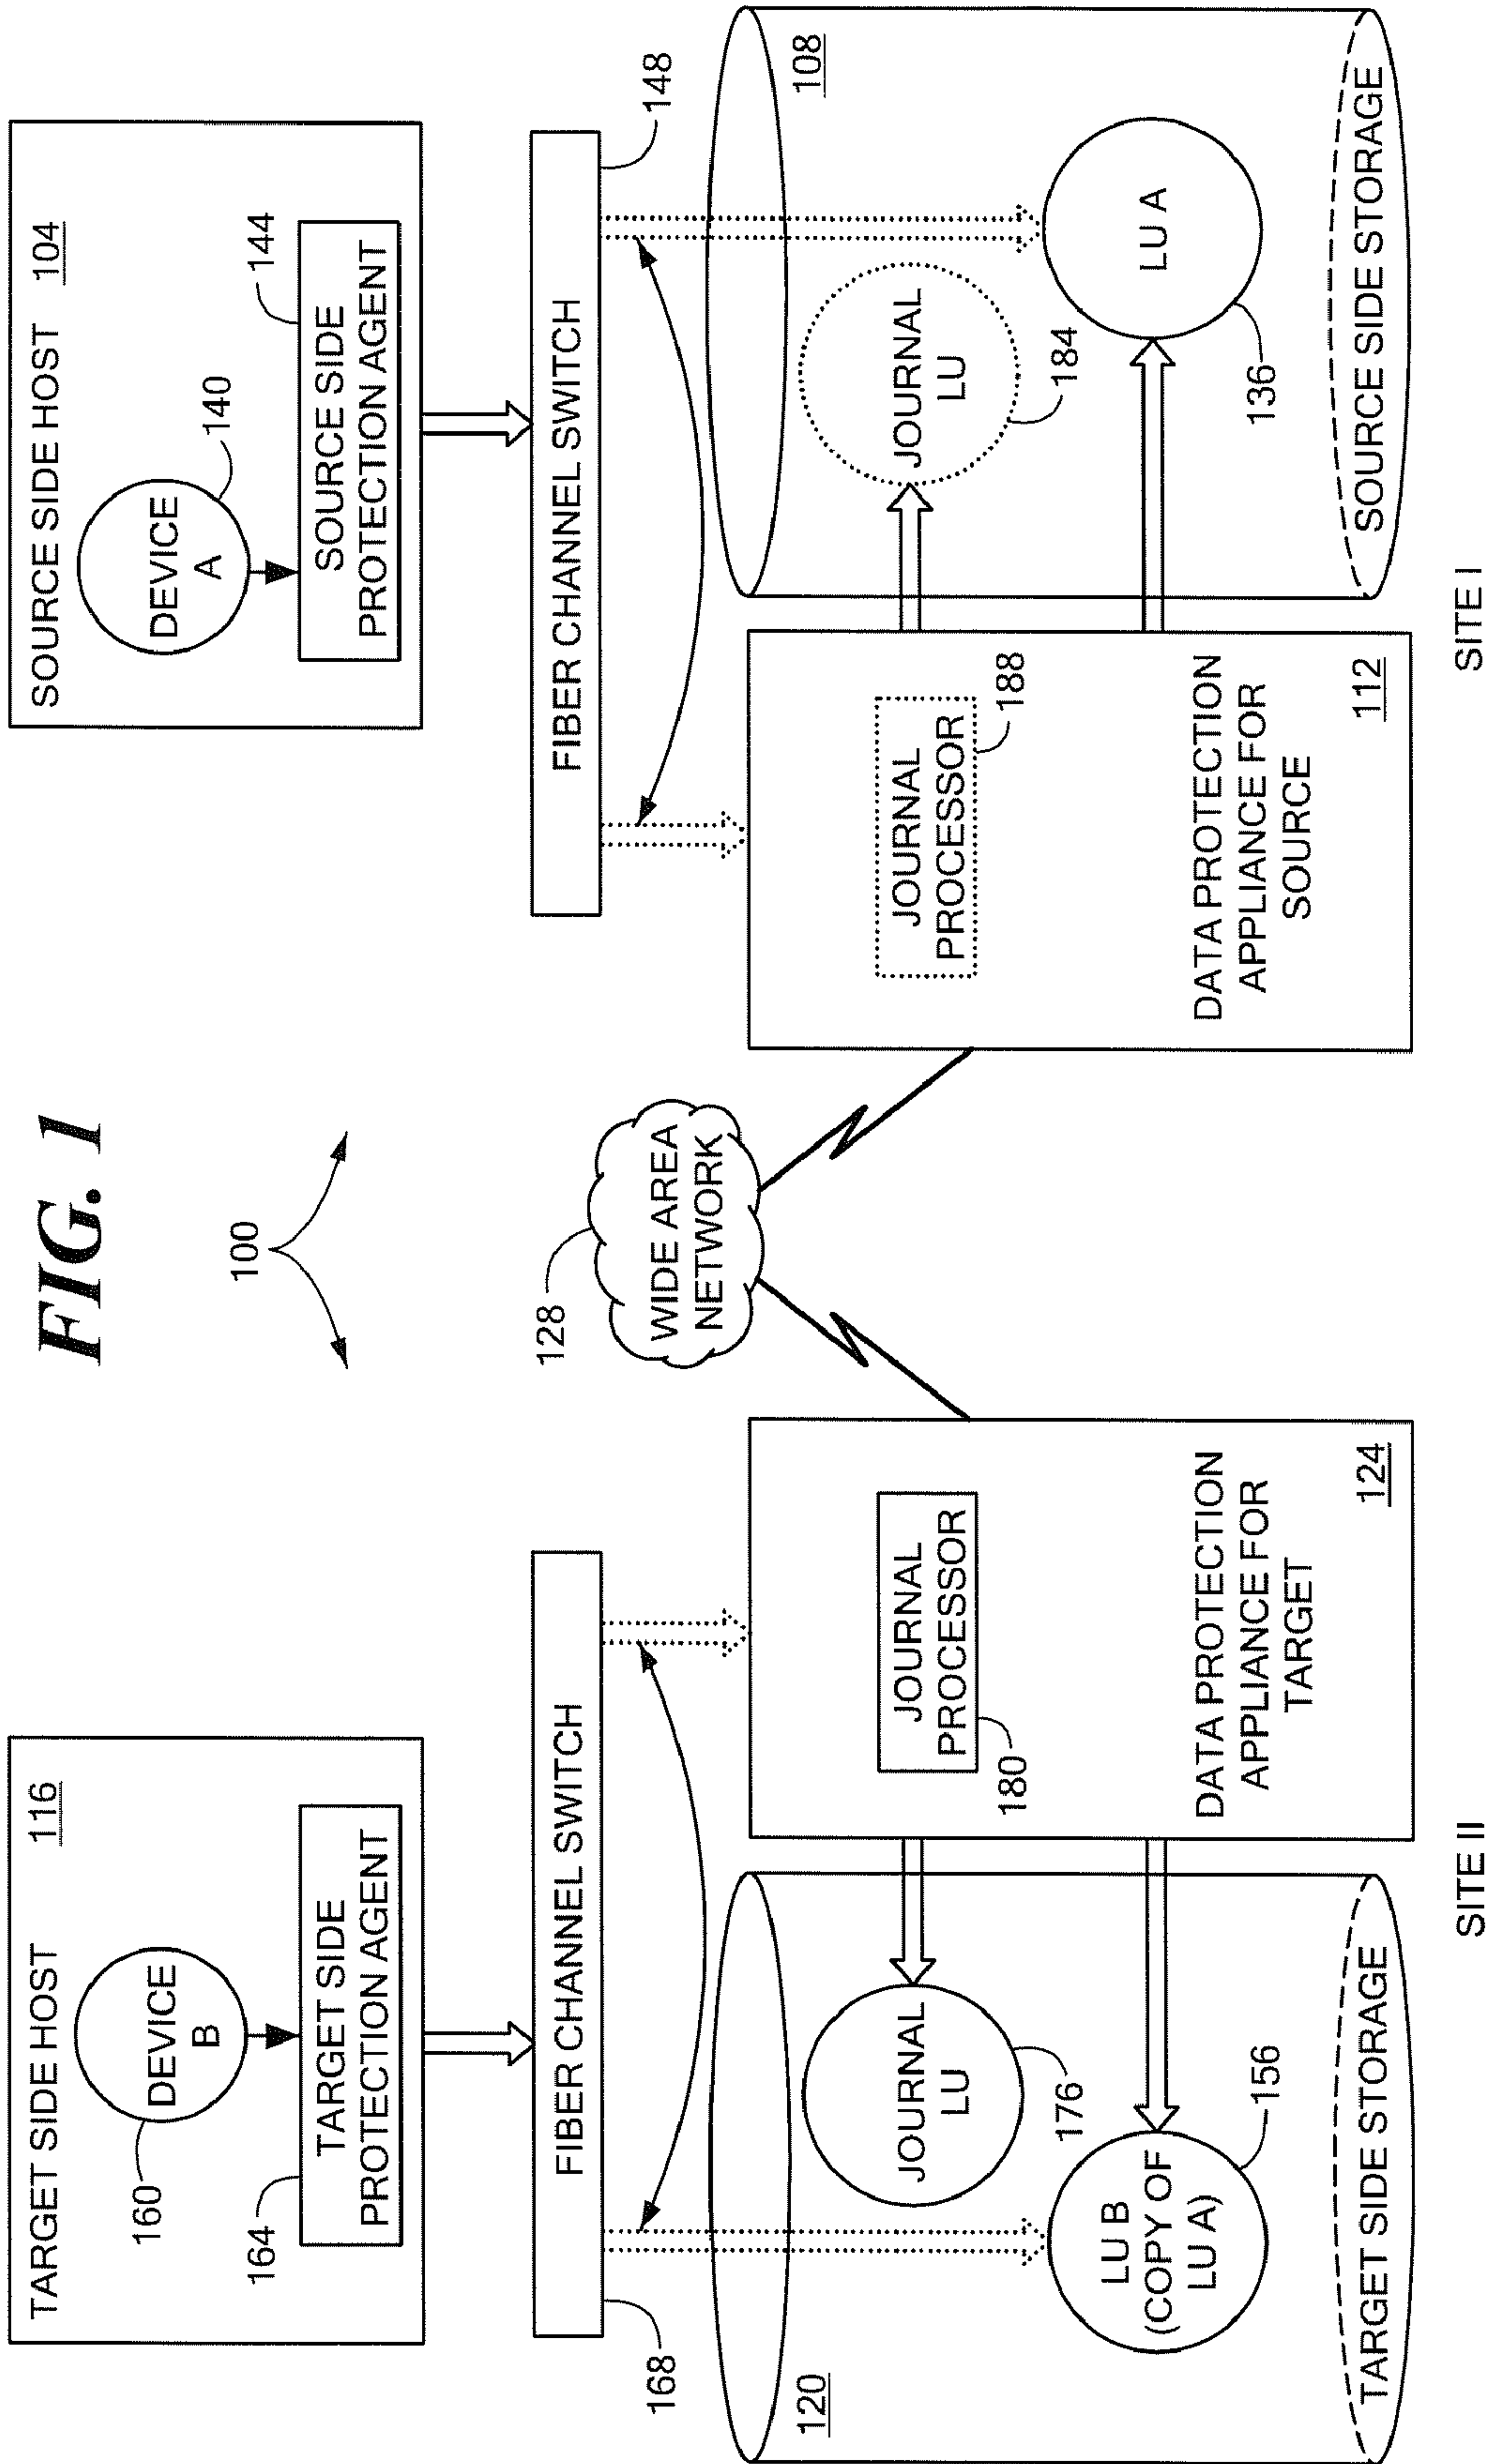 FIG. 1
100
TARGET SIDE HOST
116
DEVICE
B
160
TARGET SIDE
PROTECTION AGENT
164
FIBER CHANNEL SWITCH
168
120
JOURNAL
LU
176
LU B
(COPY OF
LU A)
156
TARGET SIDE STORAGE
JOURNAL
PROCESSOR
180
DATA PROTECTION
APPLIANCE FOR
TARGET
124
SITE II
128
WIDE AREA
NETWORK
SOURCE SIDE HOST
104
DEVICE
A
140
SOURCE SIDE
PROTECTION AGENT
144
FIBER CHANNEL SWITCH
148
JOURNAL
PROCESSOR
188
DATA PROTECTION
APPLIANCE FOR
SOURCE
112
108
JOURNAL
LU
184
LU A
136
SOURCE SIDE STORAGE
SITE I